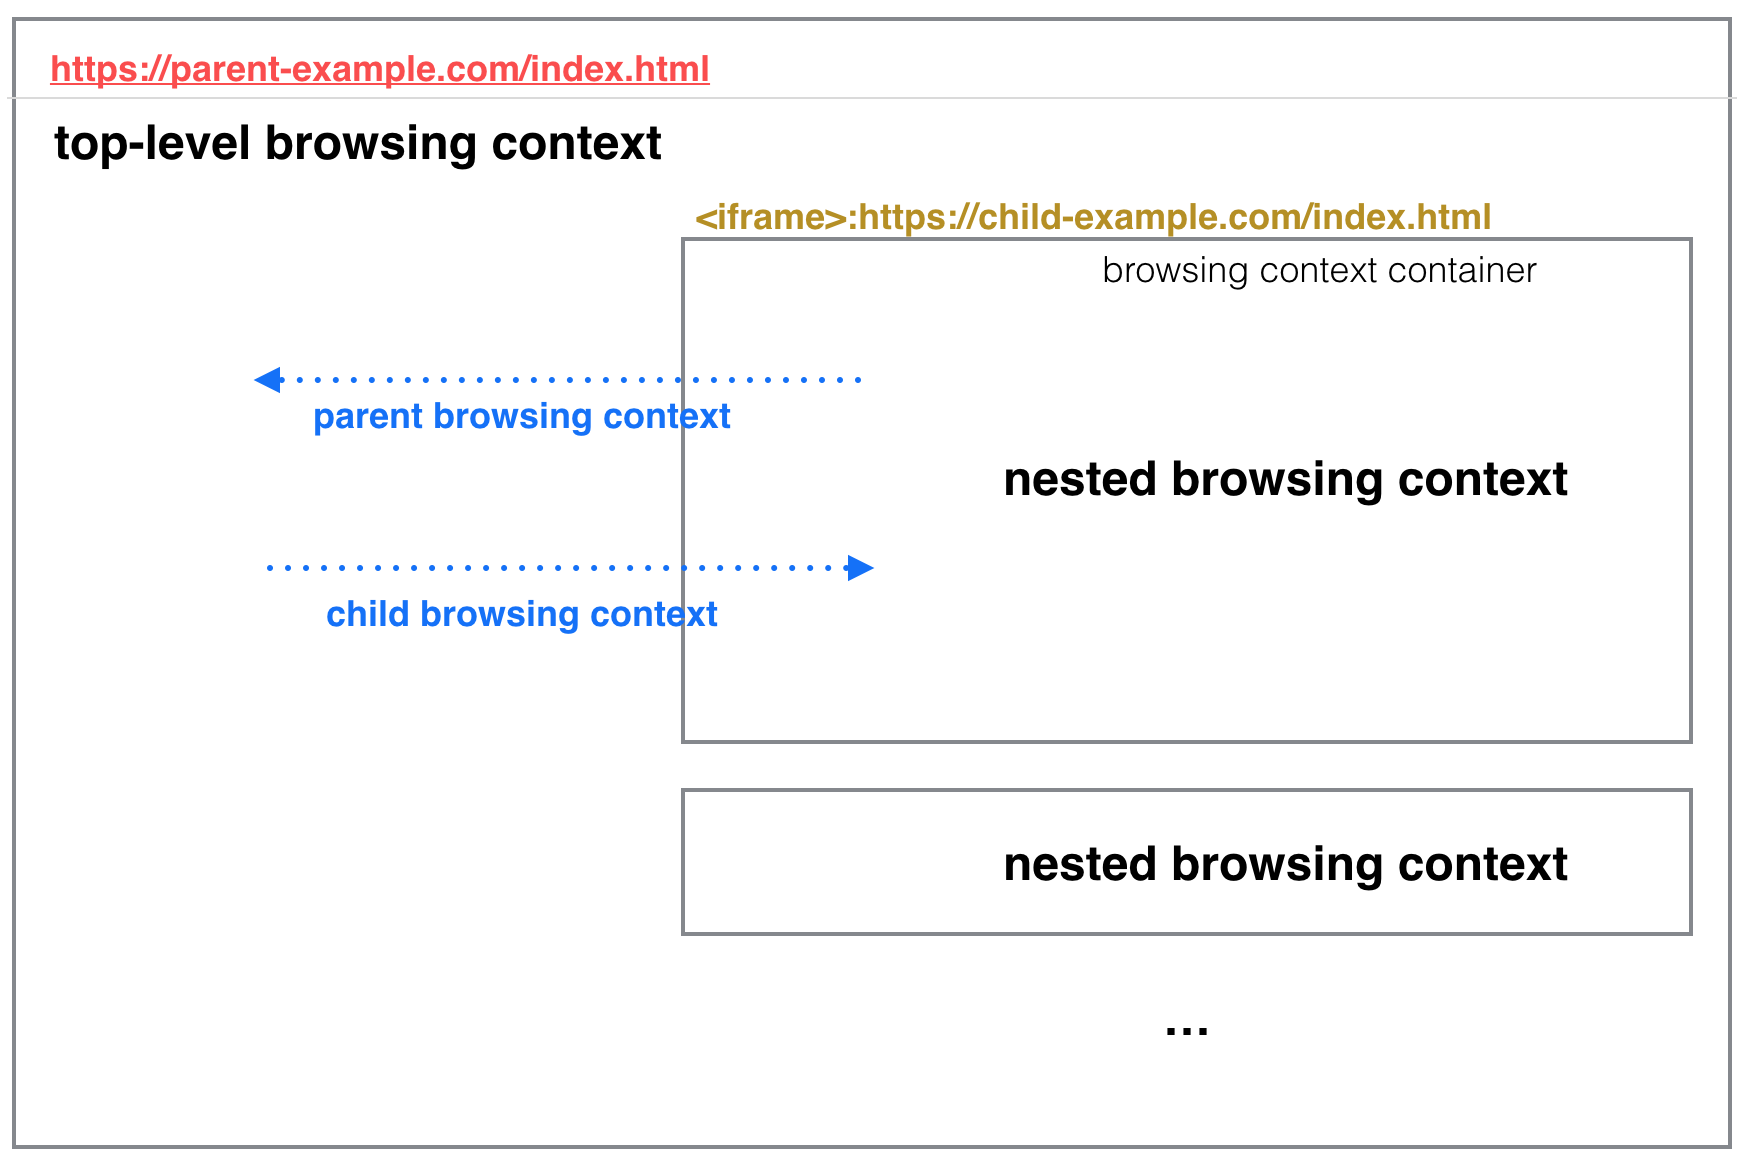 https://parent-example.com/index.html
top-level browsing context
<iframe>:https://child-example.com/index.html
browsing context container
parent browsing context
nested browsing context
child browsing context
nested browsing context
...